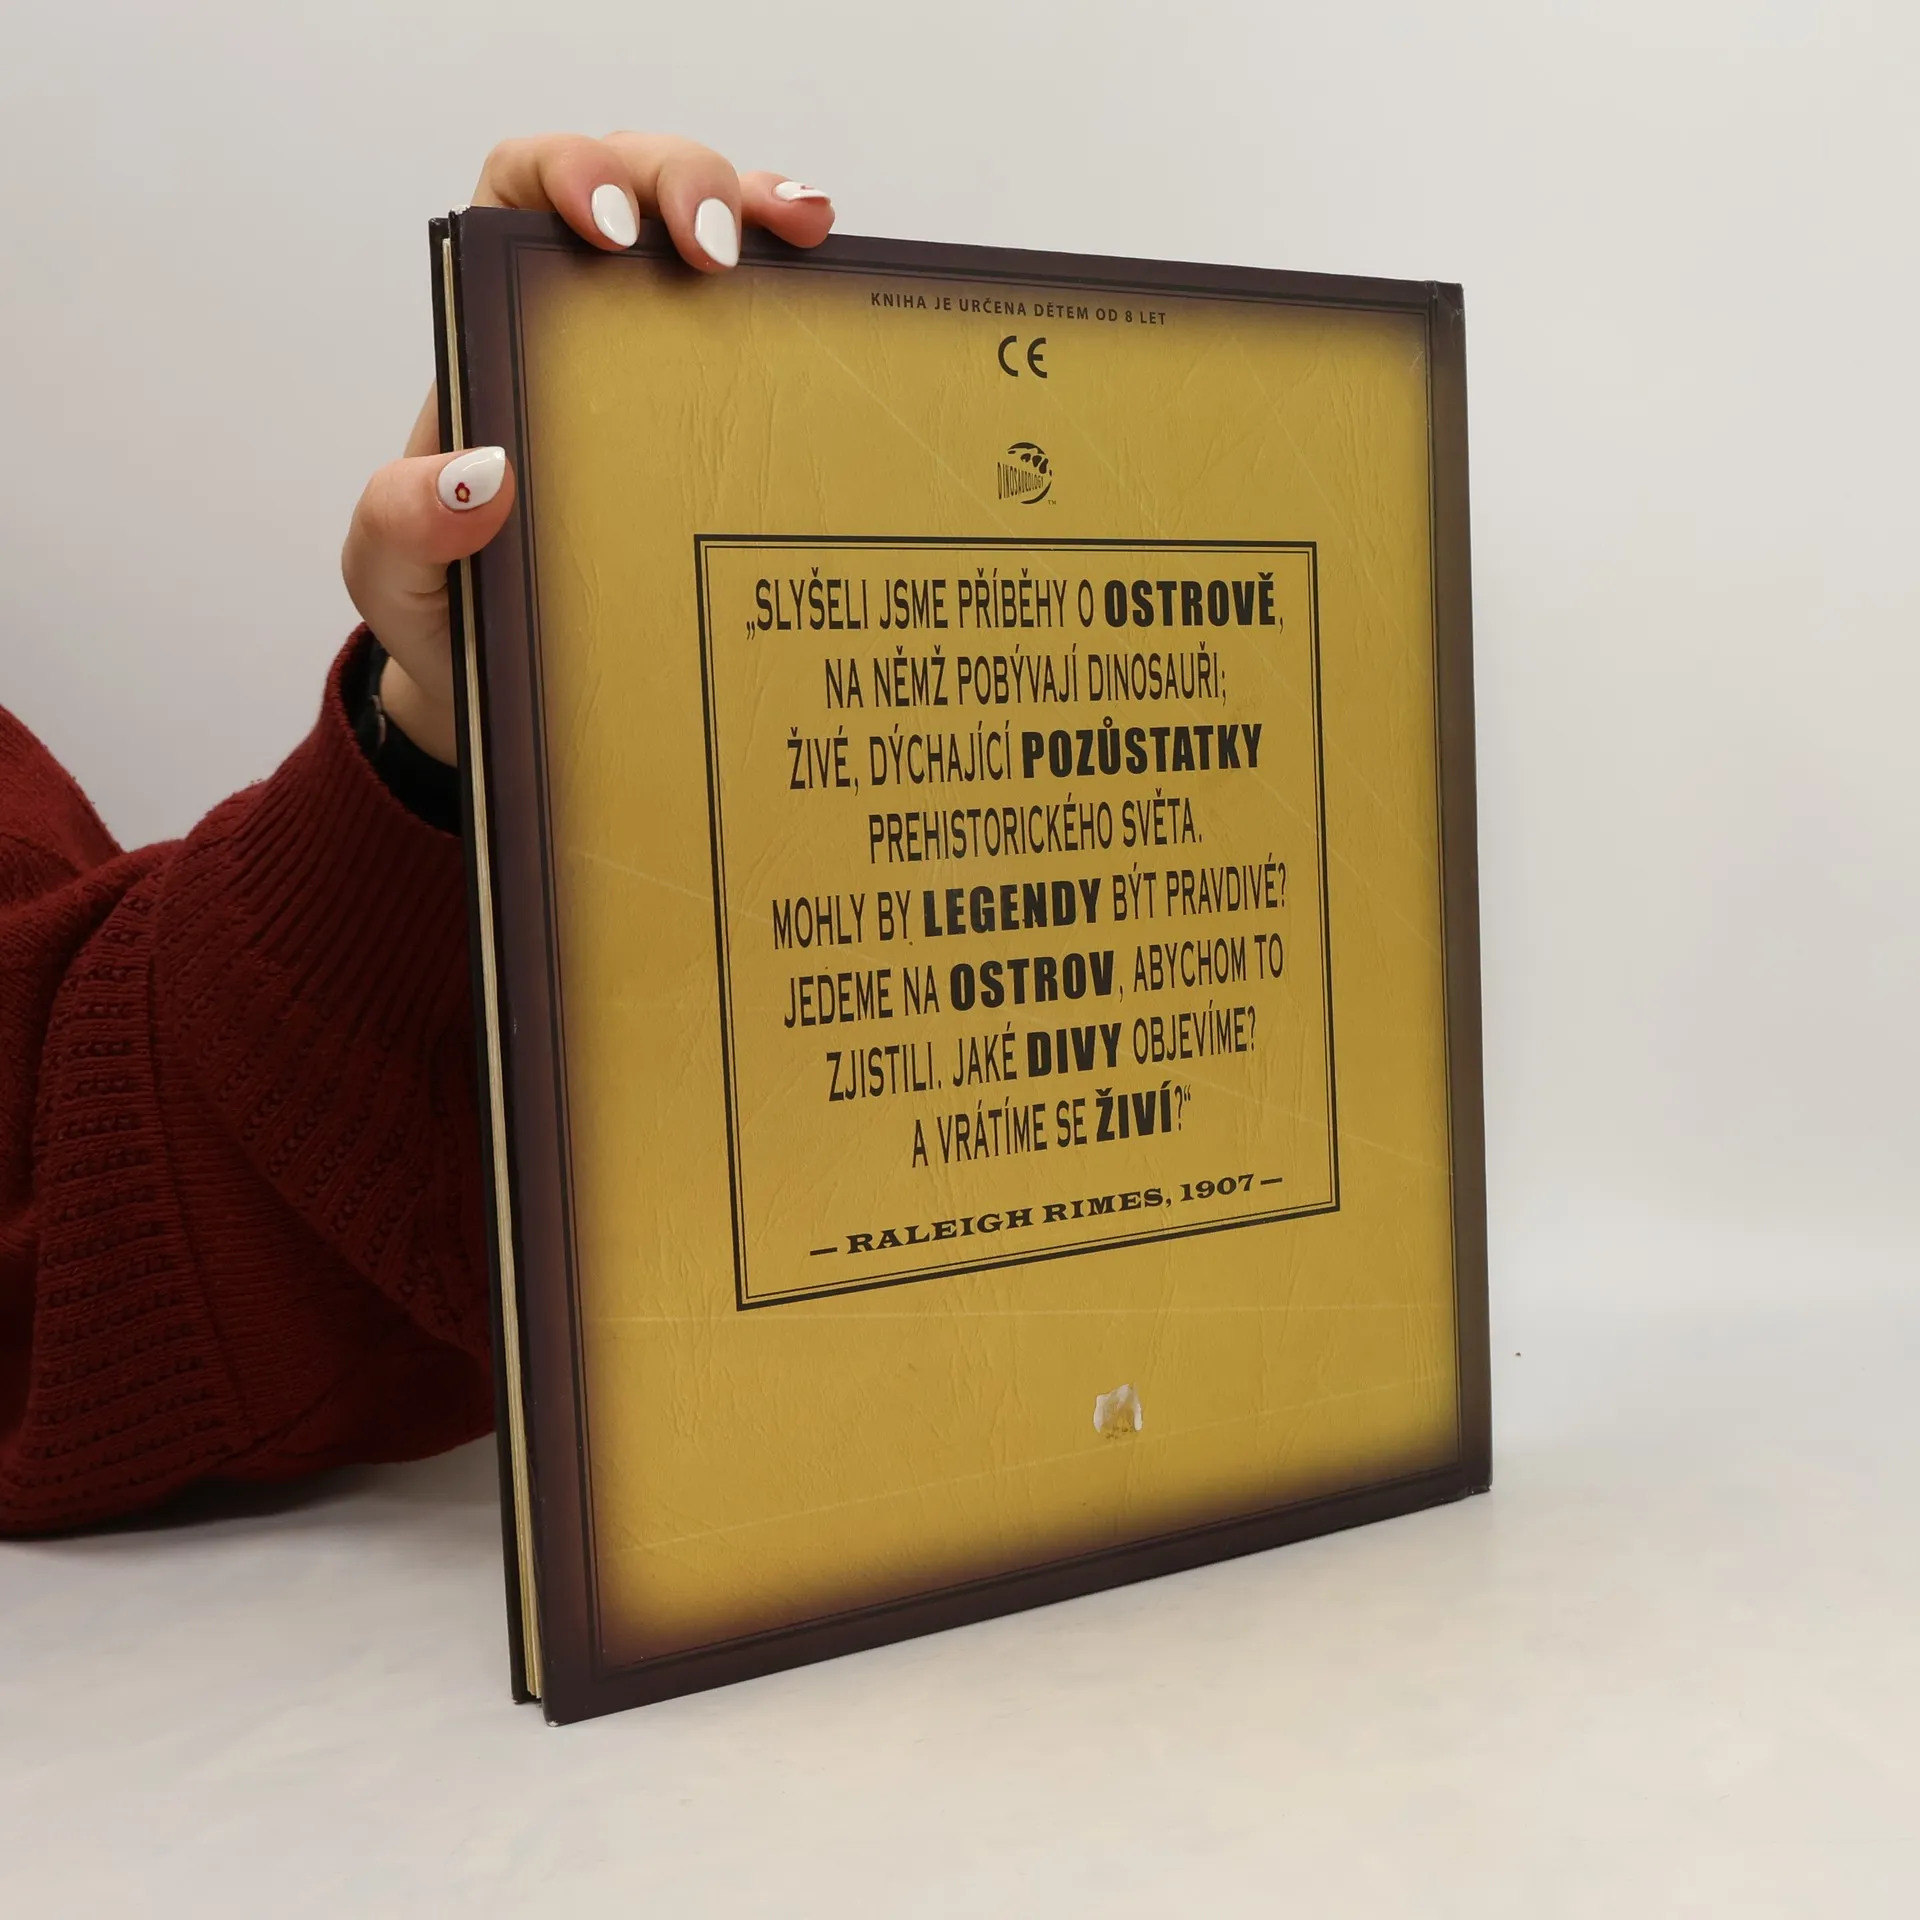 KNIHA JE URČENA DĚTEM OD 8 LET
CE
DINOSAUROLOGY™
„SLYŠELI JSME PŘÍBĚHY O OSTROVĚ,
NA NĚMŽ POBÝVAJÍ DINOSAUŘI;
ŽIVÉ, DÝCHAJÍCÍ POZŮSTATKY
PREHISTORICKÉHO SVĚTA.
MOHLY BY LEGENDY BÝT PRAVDIVÉ?
JEDEME NA OSTROV, ABYCHOM TO
ZJISTILI. JAKÉ DIVY OBJEVÍME?
A VRÁTÍME SE ŽIVÍ?“
— RALEIGH RIMES, 1907 —